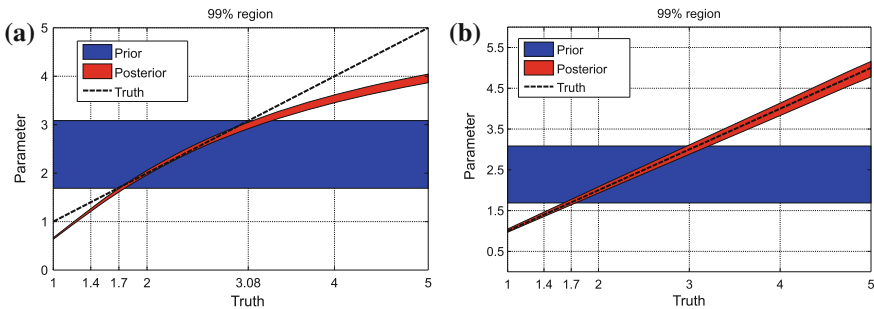 (a)
99% region
Prior
Posterior
Truth
Parameter
5
4
3
2
1
0
1 1.4 1.7 2 3.08 4 5
Truth
(b)
99% region
Prior
Posterior
Truth
Parameter
5.5
4.5
3.5
2.5
1.5
0.5
1 1.4 1.7 2 3 4 5
Truth